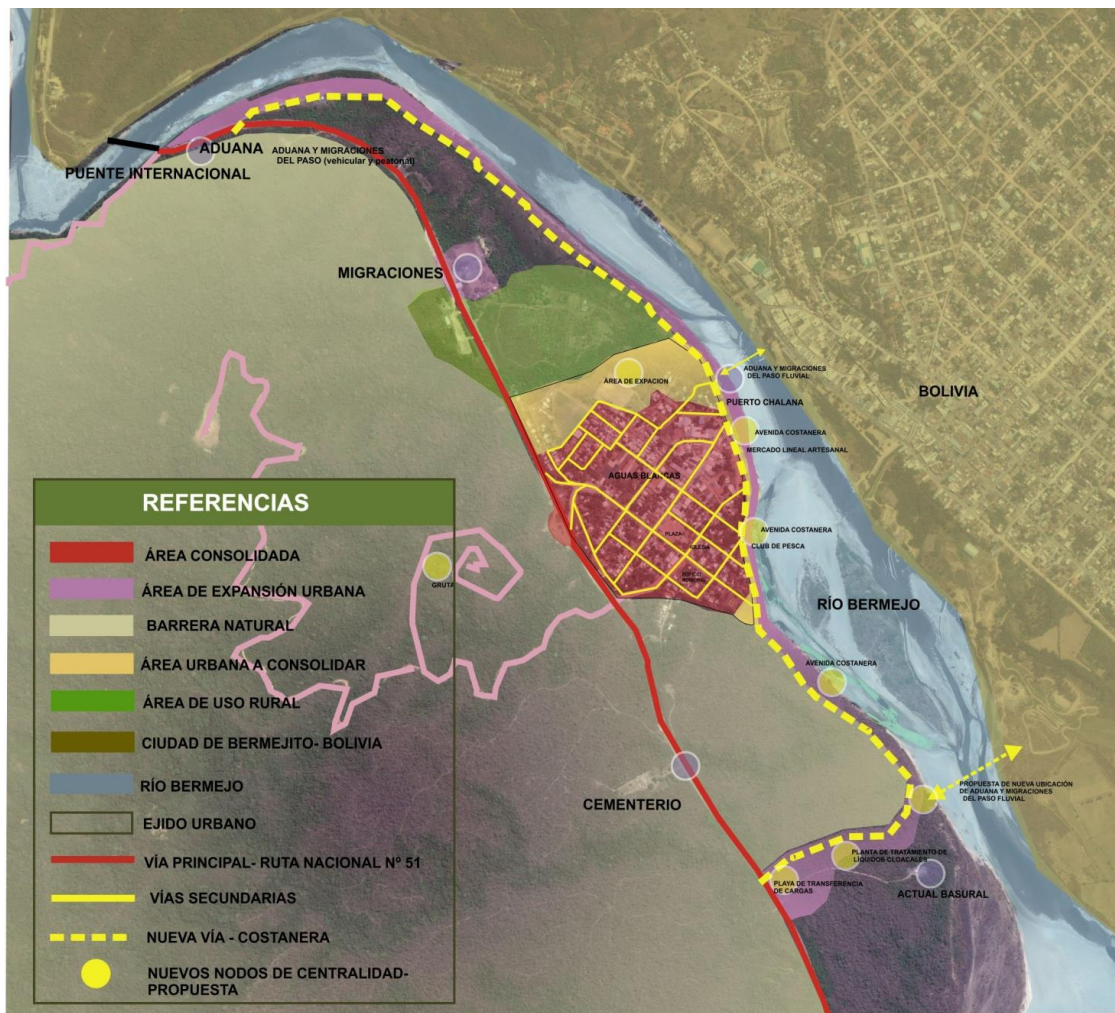 ADUANA
ADUANA Y MIGRACIONES
DEL PASO (vehicular y peatonal)
PUENTE INTERNACIONAL
MIGRACIONES
ÁREA DE EXPACION
ADUANA Y MIGRACIONES
DEL PASO FLUVIAL
PUERTO CHALANA
BOLIVIA
AVENIDA COSTANERA
MERCADO LINEAL ARTESANAL
AGUAS BLANCAS
PLAZA
IGLESIA
EDIFICIO
MUNICIPAL
AVENIDA COSTANERA
CLUB DE PESCA
GRUTA
RÍO BERMEJO
AVENIDA COSTANERA
CEMENTERIO
PROPUESTA DE NUEVA UBICACIÓN
DE ADUANA Y MIGRACIONES
DEL PASO FLUVIAL
PLANTA DE TRATAMIENTO DE
LÍQUIDOS CLOACALES
PLAYA DE TRANSFERENCIA
DE CARGAS
ACTUAL BASURAL
REFERENCIAS
ÁREA CONSOLIDADA
ÁREA DE EXPANSIÓN URBANA
BARRERA NATURAL
ÁREA URBANA A CONSOLIDAR
ÁREA DE USO RURAL
CIUDAD DE BERMEJITO- BOLIVIA
RÍO BERMEJO
EJIDO URBANO
VÍA PRINCIPAL- RUTA NACIONAL Nº 51
VÍAS SECUNDARIAS
NUEVA VÍA - COSTANERA
NUEVOS NODOS DE CENTRALIDAD-
PROPUESTA